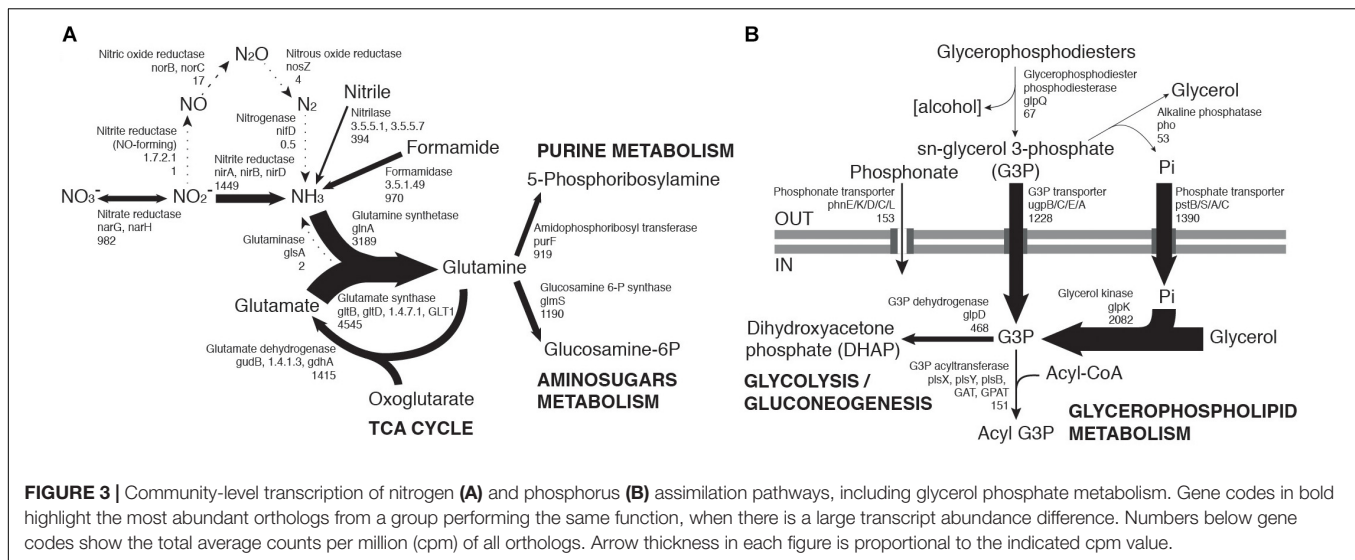 A
Nitric oxide reductase
norB, norC
17
N2O
Nitrous oxide reductase
nosZ
4
NO
N2
Nitrile
Nitrilase
3.5.5.1, 3.5.5.7
394
Nitrogenase
nifD
0.5
Nitrite reductase
(NO-forming)
1.7.2.1
1
Nitrite reductase
nirA, nirB, nirD
1449
Formamide
Formamidase
3.5.1.49
970
NO3-
NO2-
NH3
Nitrate reductase
narG, narH
982
Glutamine synthetase
glnA
3189
Glutaminase
glsA
2
Glutamate
Glutamine
Glutamate synthase
gltB, gltD, 1.4.7.1, GLT1
4545
Glutamate dehydrogenase
gudB, 1.4.1.3, gdhA
1415
Oxoglutarate
TCA CYCLE
PURINE METABOLISM
5-Phosphoribosylamine
Amidophosphoribosyl transferase
purF
919
Glucosamine 6-P synthase
glmS
1190
Glucosamine-6P
AMINOSUGARS
METABOLISM
B
Glycerophosphodiesters
Glycerophosphodiester
phosphodiesterase
glpQ
67
[alcohol]
Glycerol
Alkaline phosphatase
pho
53
sn-glycerol 3-phosphate
(G3P)
Phosphonate
Pi
Phosphonate transporter
phnE/K/D/C/L
153
G3P transporter
ugpB/C/E/A
1228
Phosphate transporter
pstB/S/A/C
1390
OUT
IN
G3P dehydrogenase
glpD
468
Glycerol kinase
glpK
2082
Pi
Dihydroxyacetone
phosphate (DHAP)
G3P
Glycerol
GLYCOLYSIS /
GLUCONEOGENESIS
G3P acyltransferase
plsX, plsY, plsB,
GAT, GPAT
151
Acyl-CoA
Acyl G3P
GLYCEROPHOSPHOLIPID
METABOLISM
FIGURE 3 | Community-level transcription of nitrogen (A) and phosphorus (B) assimilation pathways, including glycerol phosphate metabolism. Gene codes in bold
highlight the most abundant orthologs from a group performing the same function, when there is a large transcript abundance difference. Numbers below gene
codes show the total average counts per million (cpm) of all orthologs. Arrow thickness in each figure is proportional to the indicated cpm value.